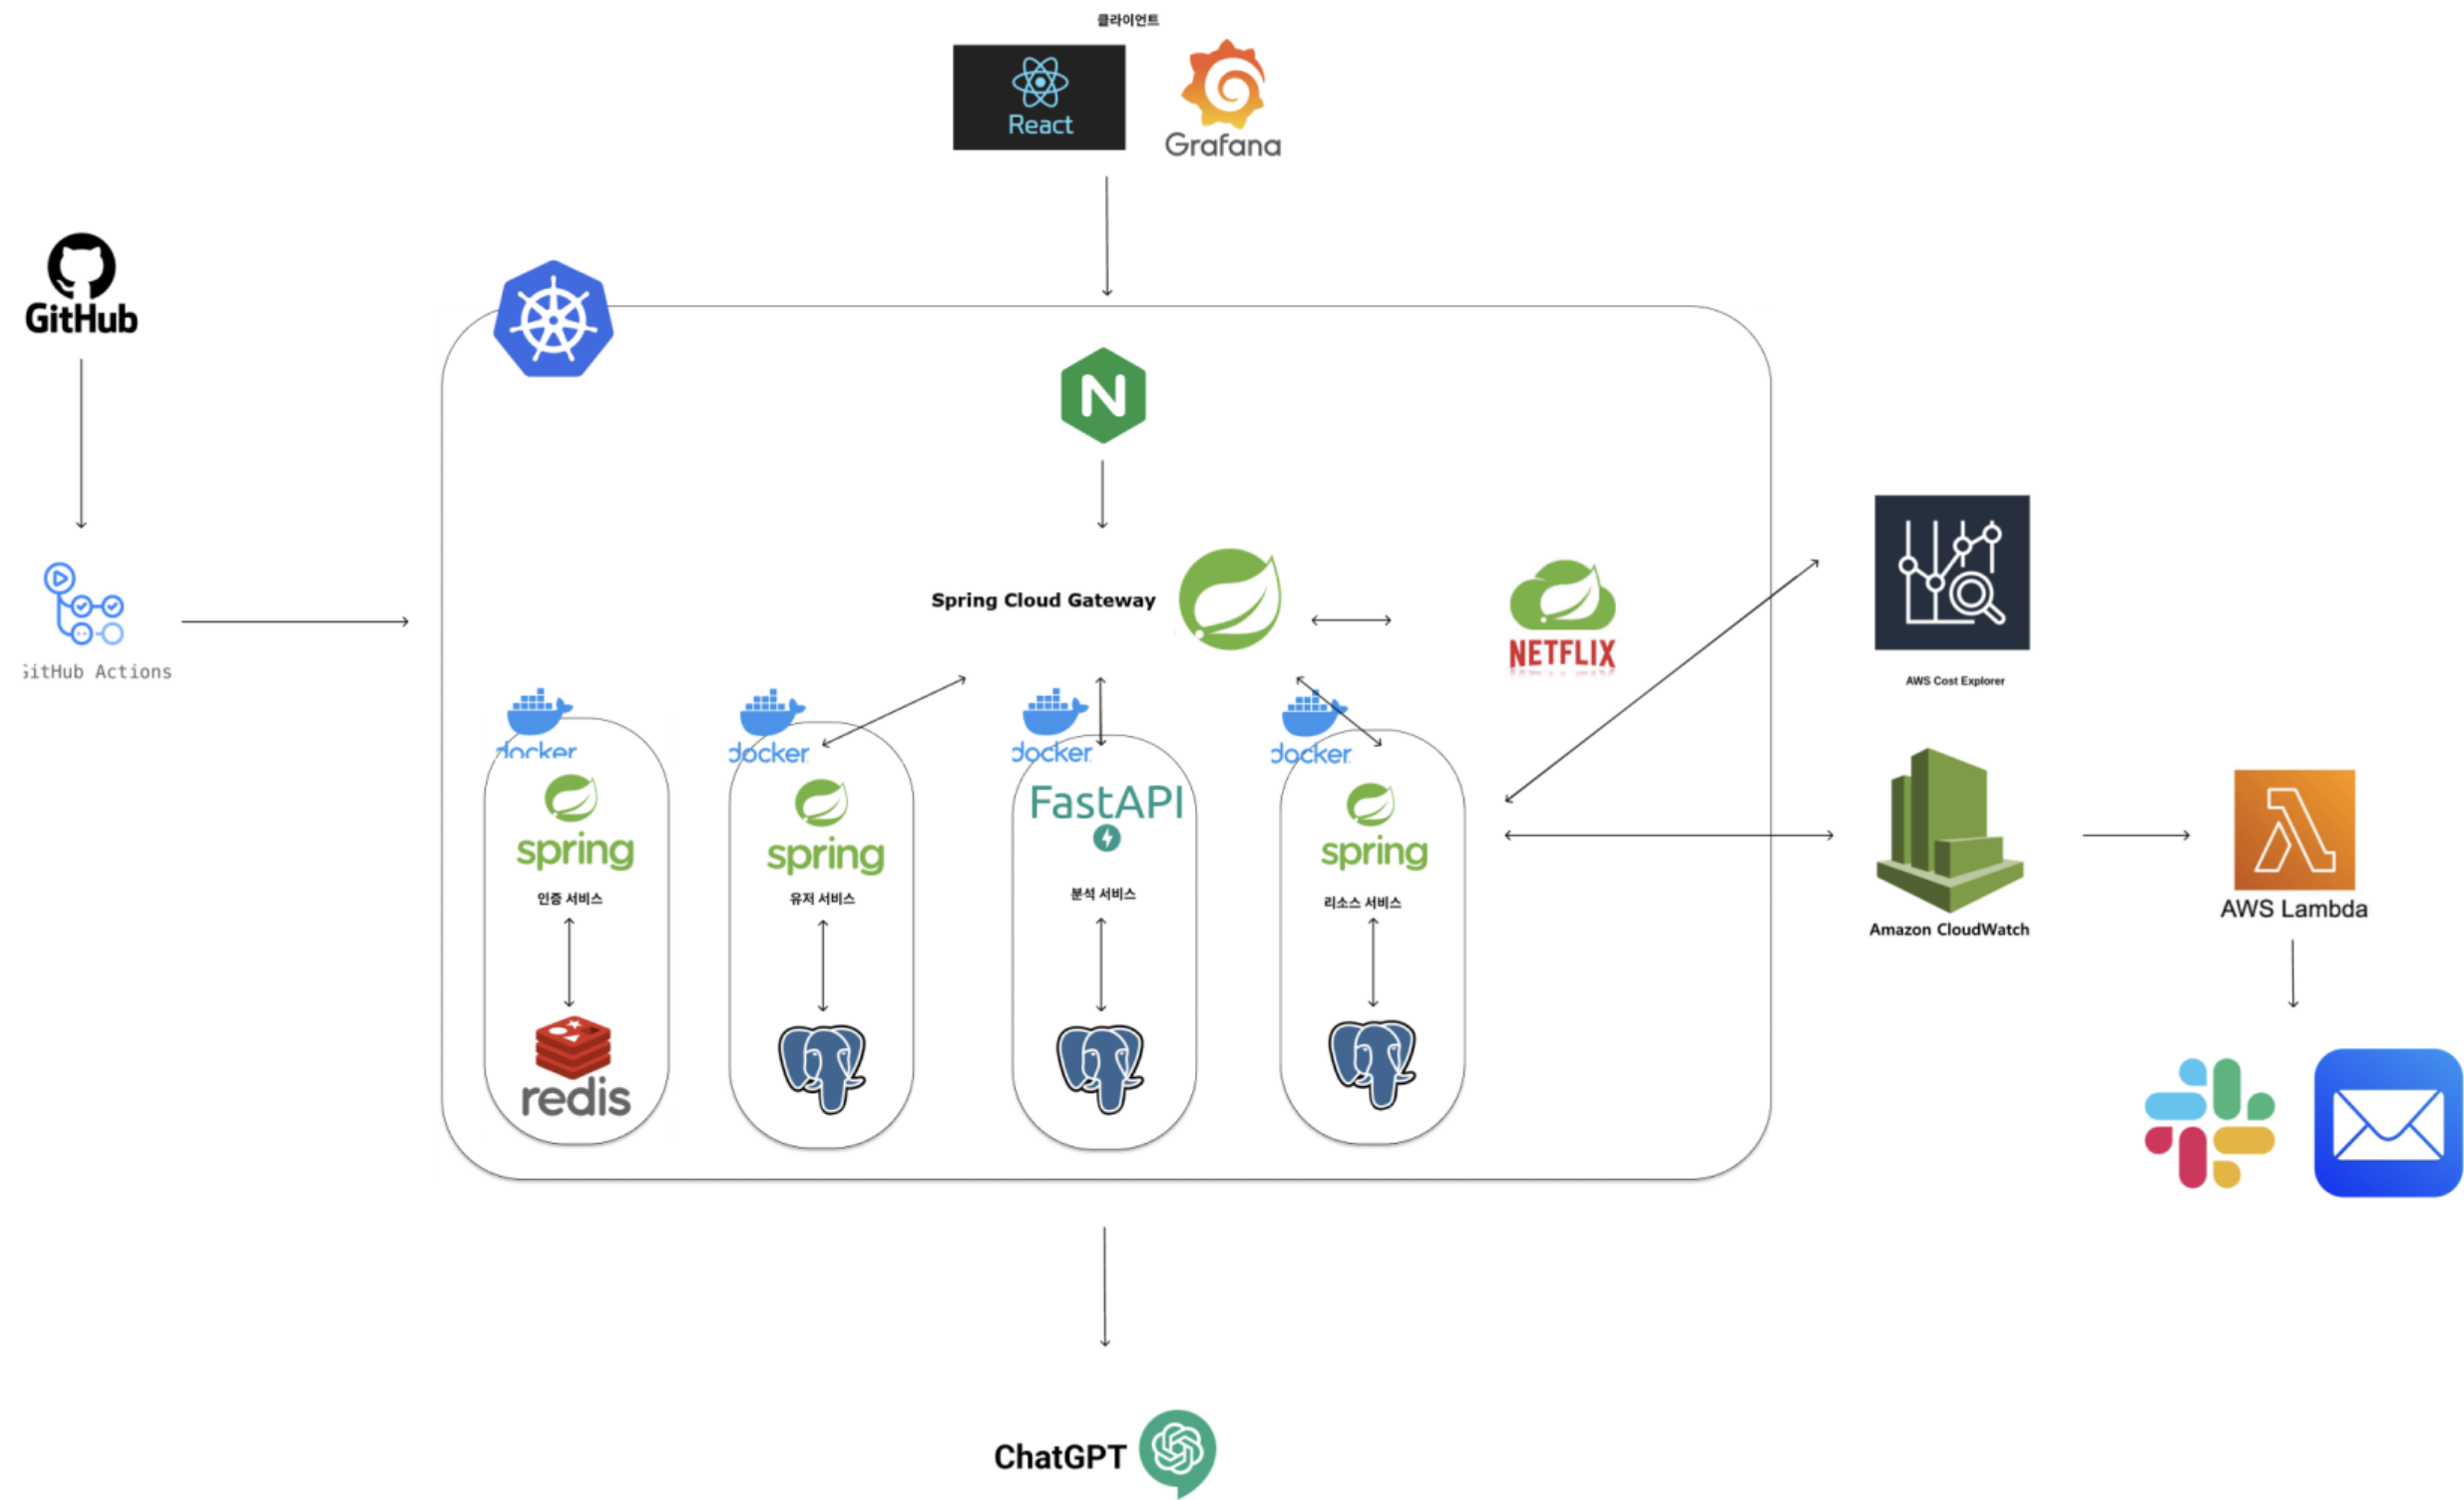 클라이언트
React
Grafana
GitHub
Spring Cloud Gateway
NETFLIX
GitHub Actions
AWS Cost Explorer
docker
docker
docker
docker
spring
spring
FastAPI
spring
인증 서비스
유저 서비스
분석 서비스
리소스 서비스
AWS Lambda
Amazon CloudWatch
redis
ChatGPT